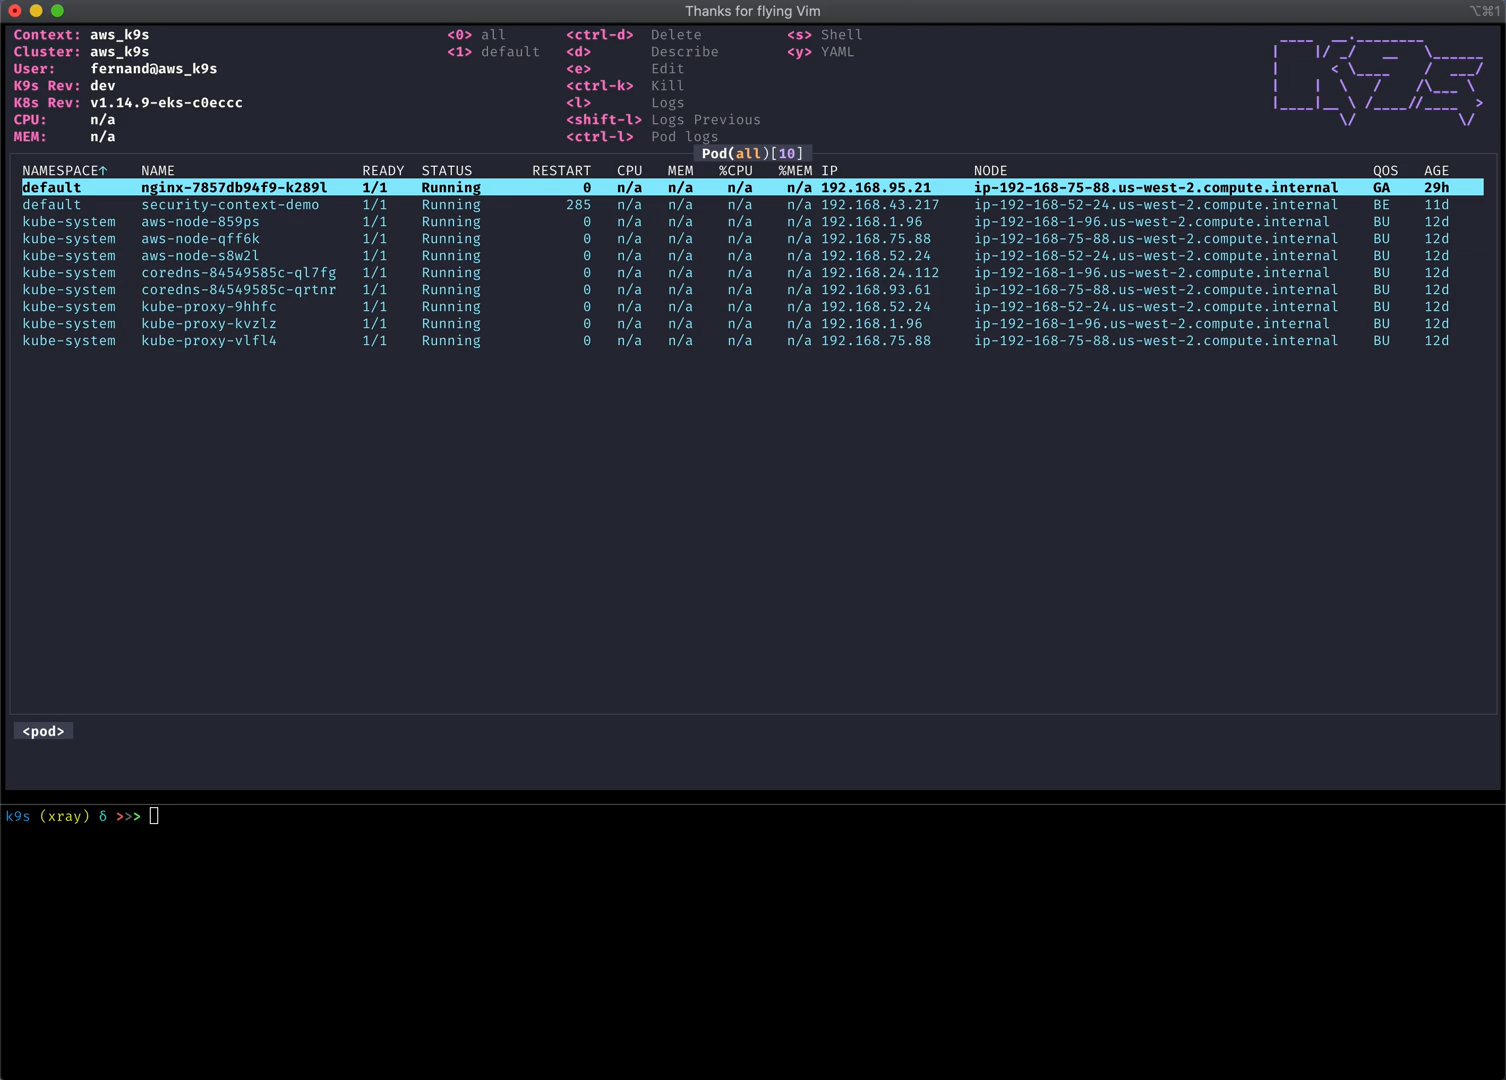 Thanks for flying Vim ⌥⌘1
Context: aws_k9s <0> all <ctrl-d> Delete <s> Shell
Cluster: aws_k9s <1> default <d> Describe <y> YAML
User: fernand@aws_k9s <e> Edit
K9s Rev: dev <ctrl-k> Kill
K8s Rev: v1.14.9-eks-c0eccc <l> Logs
CPU: n/a <shift-l> Logs Previous
MEM: n/a <ctrl-l> Pod logs
Pod(all)[10]
NAMESPACE↑ NAME READY STATUS RESTART CPU MEM %CPU %MEM IP NODE QOS AGE
default nginx-7857db94f9-k289l 1/1 Running 0 n/a n/a n/a n/a 192.168.95.21 ip-192-168-75-88.us-west-2.compute.internal GA 29h
default security-context-demo 1/1 Running 285 n/a n/a n/a n/a 192.168.43.217 ip-192-168-52-24.us-west-2.compute.internal BE 11d
kube-system aws-node-859ps 1/1 Running 0 n/a n/a n/a n/a 192.168.1.96 ip-192-168-1-96.us-west-2.compute.internal BU 12d
kube-system aws-node-qff6k 1/1 Running 0 n/a n/a n/a n/a 192.168.75.88 ip-192-168-75-88.us-west-2.compute.internal BU 12d
kube-system aws-node-s8w2l 1/1 Running 0 n/a n/a n/a n/a 192.168.52.24 ip-192-168-52-24.us-west-2.compute.internal BU 12d
kube-system coredns-84549585c-ql7fg 1/1 Running 0 n/a n/a n/a n/a 192.168.24.112 ip-192-168-1-96.us-west-2.compute.internal BU 12d
kube-system coredns-84549585c-qrtnr 1/1 Running 0 n/a n/a n/a n/a 192.168.93.61 ip-192-168-75-88.us-west-2.compute.internal BU 12d
kube-system kube-proxy-9hhfc 1/1 Running 0 n/a n/a n/a n/a 192.168.52.24 ip-192-168-52-24.us-west-2.compute.internal BU 12d
kube-system kube-proxy-kvzlz 1/1 Running 0 n/a n/a n/a n/a 192.168.1.96 ip-192-168-1-96.us-west-2.compute.internal BU 12d
kube-system kube-proxy-vlfl4 1/1 Running 0 n/a n/a n/a n/a 192.168.75.88 ip-192-168-75-88.us-west-2.compute.internal BU 12d
<pod>
k9s (xray) δ >>>